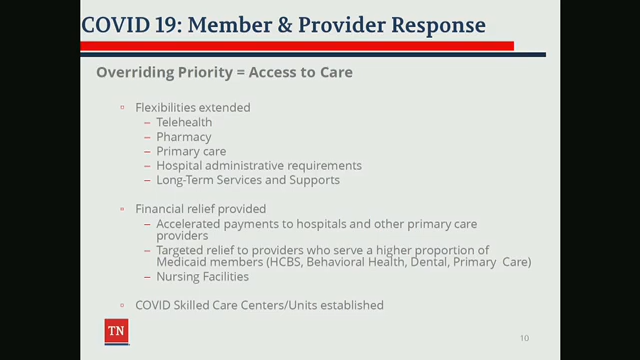 COVID 19: Member & Provider Response
Overriding Priority = Access to Care
Flexibilities extended
– Telehealth
– Pharmacy
– Primary care
– Hospital administrative requirements
– Long-Term Services and Supports
Financial relief provided
– Accelerated payments to hospitals and other primary care
providers
– Targeted relief to providers who serve a higher proportion of
Medicaid members (HCBS, Behavioral Health, Dental, Primary Care)
– Nursing Facilities
COVID Skilled Care Centers/Units established
TN
10